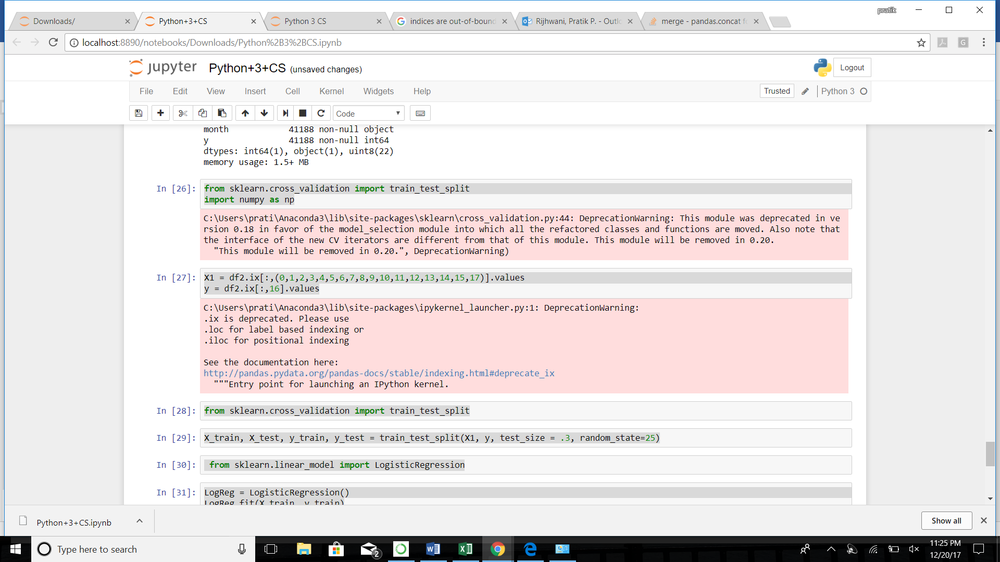 pratik
Downloads/
Python+3+CS
Python 3 CS
indices are out-of-bound
Rijhwani, Pratik P. - Outlo
merge - pandas.concat fo
localhost:8890/notebooks/Downloads/Python%2B3%2BCS.ipynb
jupyter Python+3+CS (unsaved changes)
Logout
File Edit View Insert Cell Kernel Widgets Help
Trusted Python 3
Code
month 41188 non-null object
y 41188 non-null int64
dtypes: int64(1), object(1), uint8(22)
memory usage: 1.5+ MB
In [26]: from sklearn.cross_validation import train_test_split
import numpy as np
C:\Users\prati\Anaconda3\lib\site-packages\sklearn\cross_validation.py:44: DeprecationWarning: This module was deprecated in ve
rsion 0.18 in favor of the model_selection module into which all the refactored classes and functions are moved. Also note that
the interface of the new CV iterators are different from that of this module. This module will be removed in 0.20.
"This module will be removed in 0.20.", DeprecationWarning)
In [27]: X1 = df2.ix[:,(0,1,2,3,4,5,6,7,8,9,10,11,12,13,14,15,17)].values
y = df2.ix[:,16].values
C:\Users\prati\Anaconda3\lib\site-packages\ipykernel_launcher.py:1: DeprecationWarning:
.ix is deprecated. Please use
.loc for label based indexing or
.iloc for positional indexing
See the documentation here:
http://pandas.pydata.org/pandas-docs/stable/indexing.html#deprecate_ix
"""Entry point for launching an IPython kernel.
In [28]: from sklearn.cross_validation import train_test_split
In [29]: X_train, X_test, y_train, y_test = train_test_split(X1, y, test_size = .3, random_state=25)
In [30]: from sklearn.linear_model import LogisticRegression
In [31]: LogReg = LogisticRegression()
LogReg.fit(X_train, y_train)
Python+3+CS.ipynb
Show all
Type here to search
2
11:25 PM
12/20/17